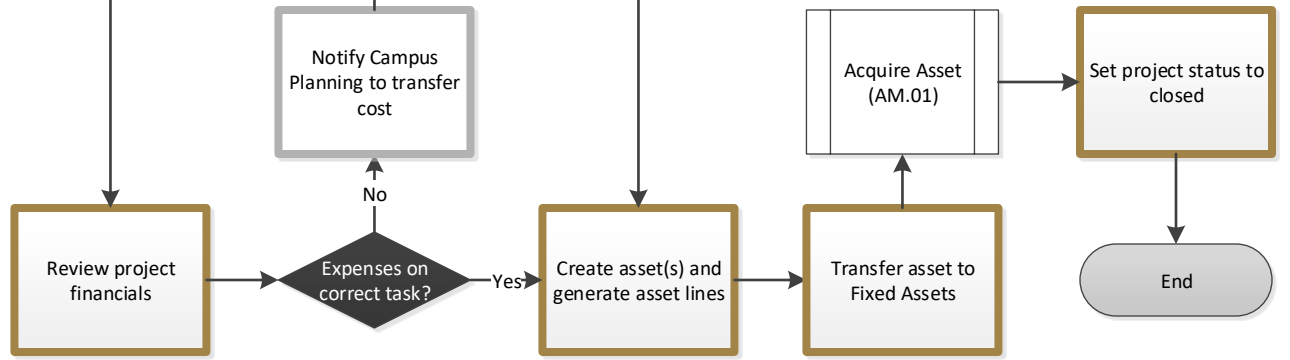 Notify Campus
Planning to transfer
cost
Acquire Asset
(AM.01)
Set project status to
closed
No
Review project
financials
Expenses on
correct task?
Yes
Create asset(s) and
generate asset lines
Transfer asset to
Fixed Assets
End